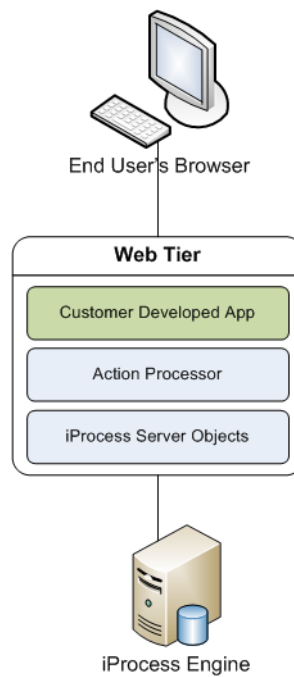 End User's Browser
Web Tier
Customer Developed App
Action Processor
iProcess Server Objects
iProcess Engine